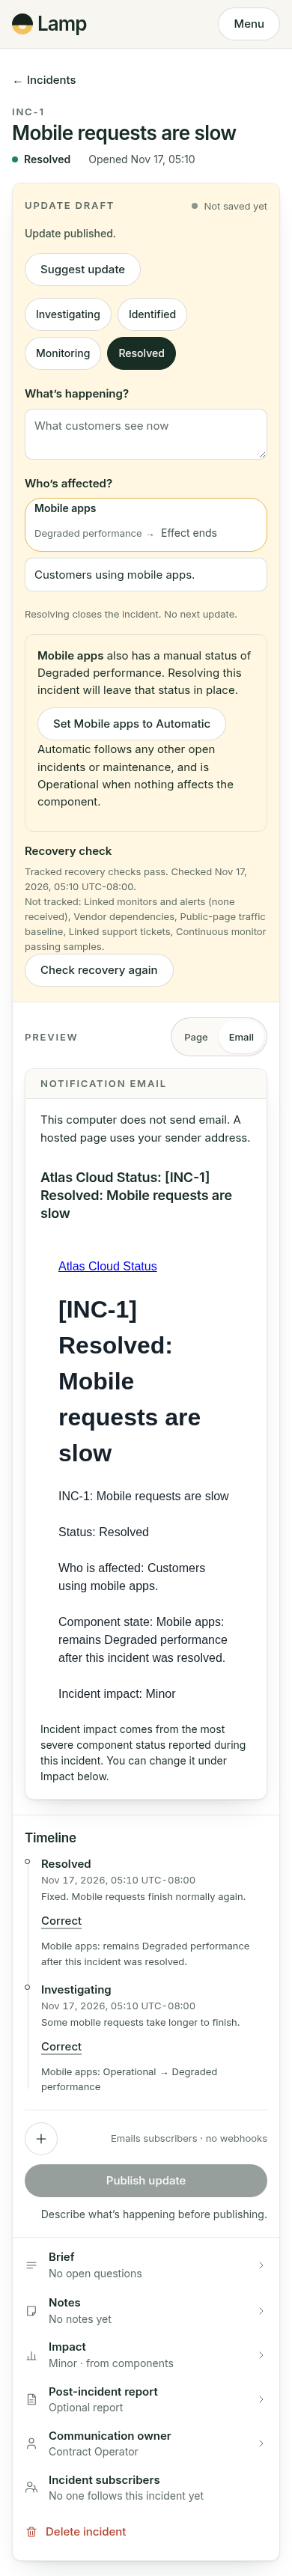 Lamp
Menu
← Incidents
INC-1
Mobile requests are slow
Resolved Opened Nov 17, 05:10
UPDATE DRAFT
Not saved yet
Update published.
Suggest update
Investigating
Identified
Monitoring
Resolved
What's happening?
What customers see now
Who's affected?
Mobile apps
Degraded performance → Effect ends
Customers using mobile apps.
Resolving closes the incident. No next update.
Mobile apps also has a manual status of
Degraded performance. Resolving this
incident will leave that status in place.
Set Mobile apps to Automatic
Automatic follows any other open
incidents or maintenance, and is
Operational when nothing affects the
component.
Recovery check
Tracked recovery checks pass. Checked Nov 17,
2026, 05:10 UTC-08:00.
Not tracked: Linked monitors and alerts (none
received), Vendor dependencies, Public-page traffic
baseline, Linked support tickets, Continuous monitor
passing samples.
Check recovery again
PREVIEW
Page
Email
NOTIFICATION EMAIL
This computer does not send email. A
hosted page uses your sender address.
Atlas Cloud Status: [INC-1]
Resolved: Mobile requests are
slow
Atlas Cloud Status
[INC-1]
Resolved:
Mobile
requests are
slow
INC-1: Mobile requests are slow
Status: Resolved
Who is affected: Customers
using mobile apps.
Component state: Mobile apps:
remains Degraded performance
after this incident was resolved.
Incident impact: Minor
Incident impact comes from the most
severe component status reported during
this incident. You can change it under
Impact below.
Timeline
Resolved
Nov 17, 2026, 05:10 UTC-08:00
Fixed. Mobile requests finish normally again.
Correct
Mobile apps: remains Degraded performance
after this incident was resolved.
Investigating
Nov 17, 2026, 05:10 UTC-08:00
Some mobile requests take longer to finish.
Correct
Mobile apps: Operational → Degraded
performance
Emails subscribers · no webhooks
Publish update
Describe what's happening before publishing.
Brief
No open questions
Notes
No notes yet
Impact
Minor · from components
Post-incident report
Optional report
Communication owner
Contract Operator
Incident subscribers
No one follows this incident yet
Delete incident